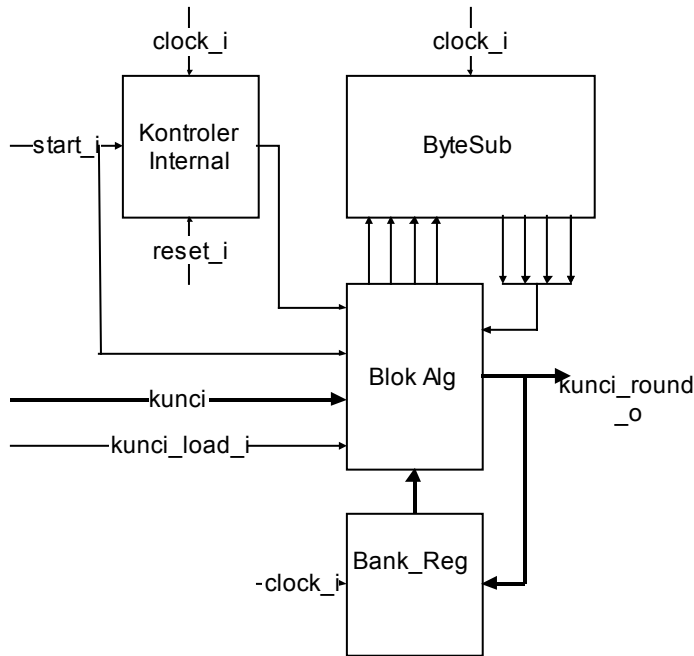 clock_i
clock_i
start_i
Kontroler
Internal
ByteSub
reset_i
Blok Alg
kunci
kunci_round
_o
kunci_load_i
Bank_Reg
clock_i